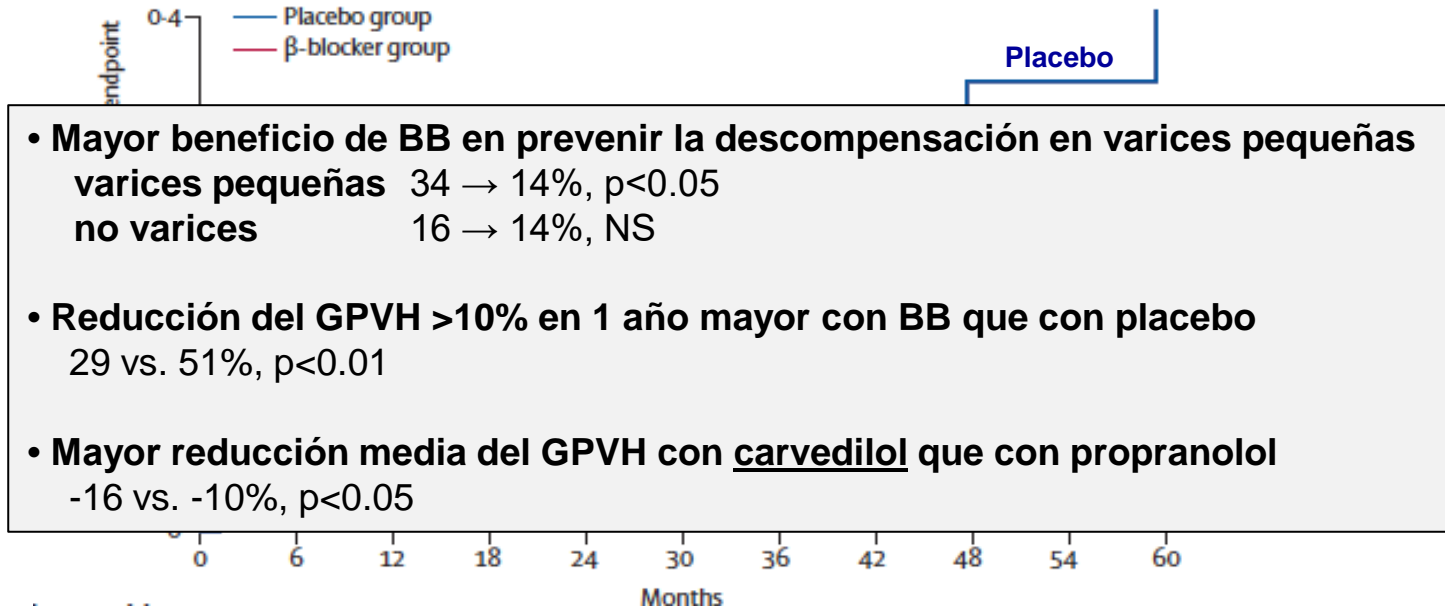 0·4
Placebo group
β-blocker group
endpoint
Placebo
• Mayor beneficio de BB en prevenir la descompensación en varices pequeñas
varices pequeñas 34 → 14%, p<0.05
no varices 16 → 14%, NS
• Reducción del GPVH >10% en 1 año mayor con BB que con placebo
29 vs. 51%, p<0.01
• Mayor reducción media del GPVH con carvedilol que con propranolol
-16 vs. -10%, p<0.05
0 6 12 18 24 30 36 42 48 54 60
Months